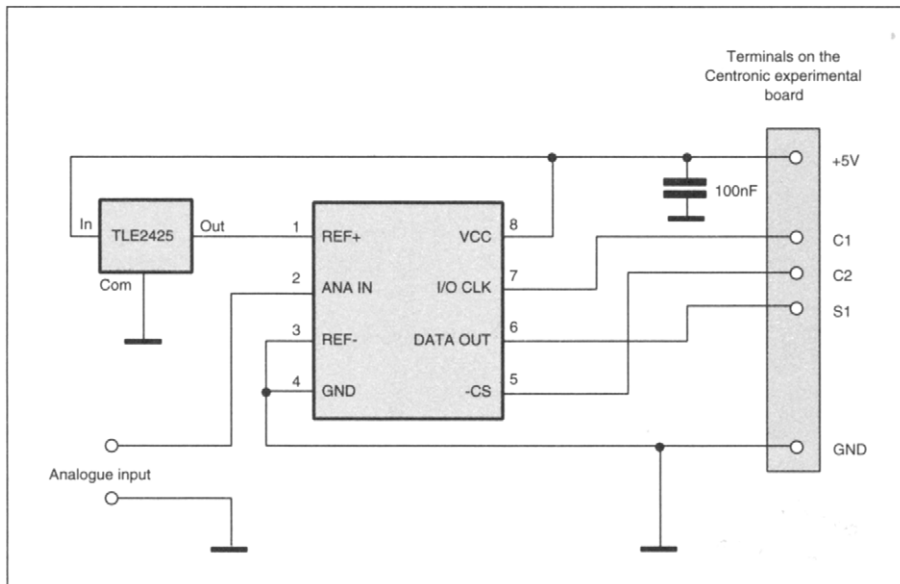 Terminals on the
Centronic experimental
board
+5V
100nF
In
TLE2425
Out
Com
1
REF+
VCC
8
C1
2
ANA IN
I/O CLK
7
C2
S1
3
REF-
DATA OUT
6
4
GND
-CS
5
GND
Analogue input